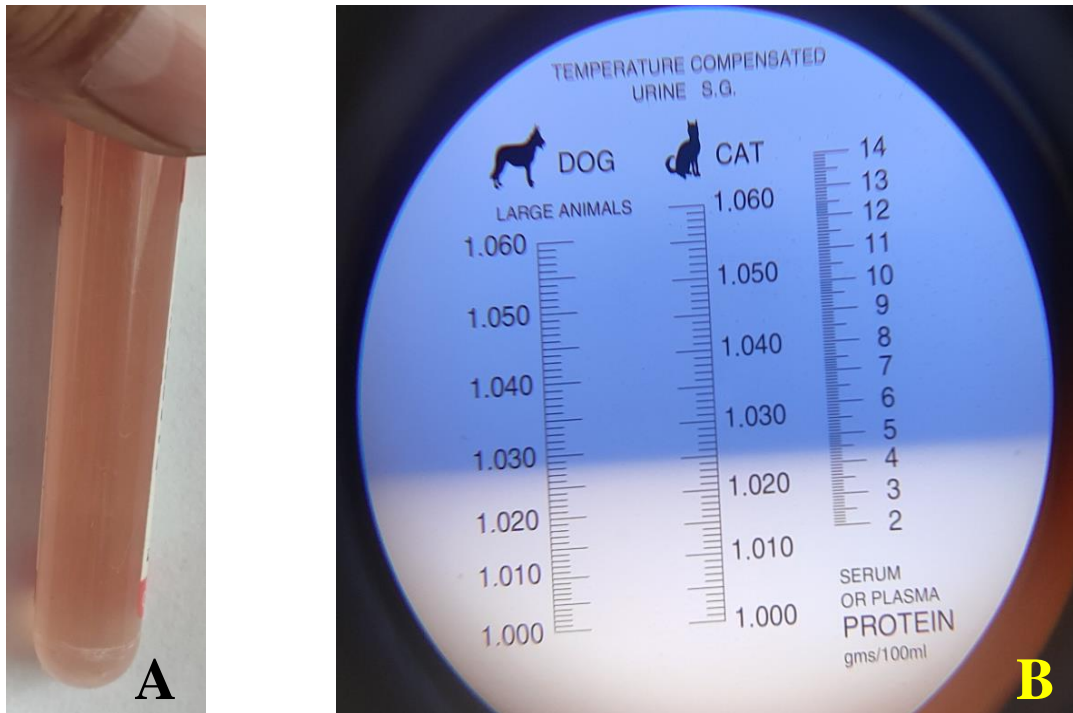 TEMPERATURE COMPENSATED
URINE S.G.
DOG
CAT
LARGE ANIMALS
1.060
1.050
1.040
1.030
1.020
1.010
1.000
1.060
1.050
1.040
1.030
1.020
1.010
1.000
14
13
12
11
10
9
8
7
6
5
4
3
2
SERUM
OR PLASMA
PROTEIN
gms/100ml
A
B